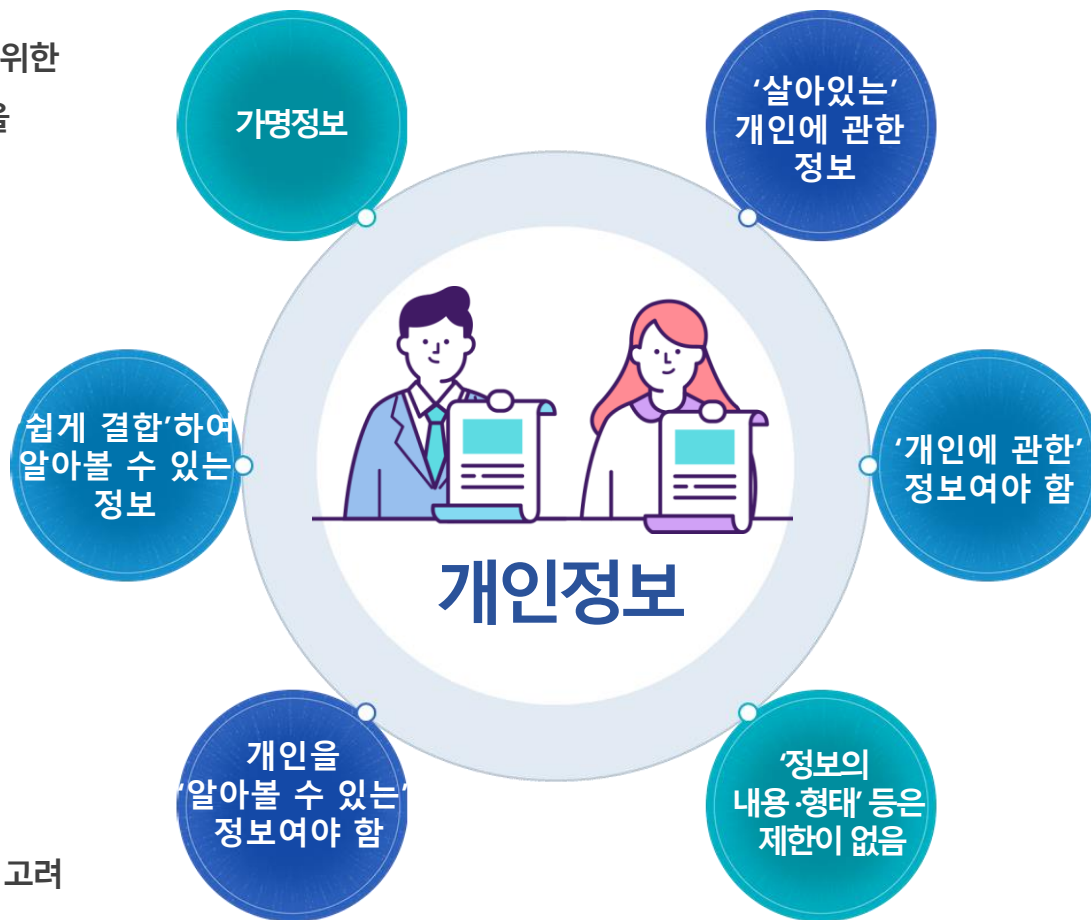 위한
을
가명정보
‘살아있는’
개인에 관한
정보
쉽게 결합’하여
알아볼 수 있는
정보
‘개인에 관한’
정보여야 함
개인정보
개인을
‘알아볼 수 있는’
정보여야 함
‘정보의
내용 ·형태’ 등은
제한이 없음
고려